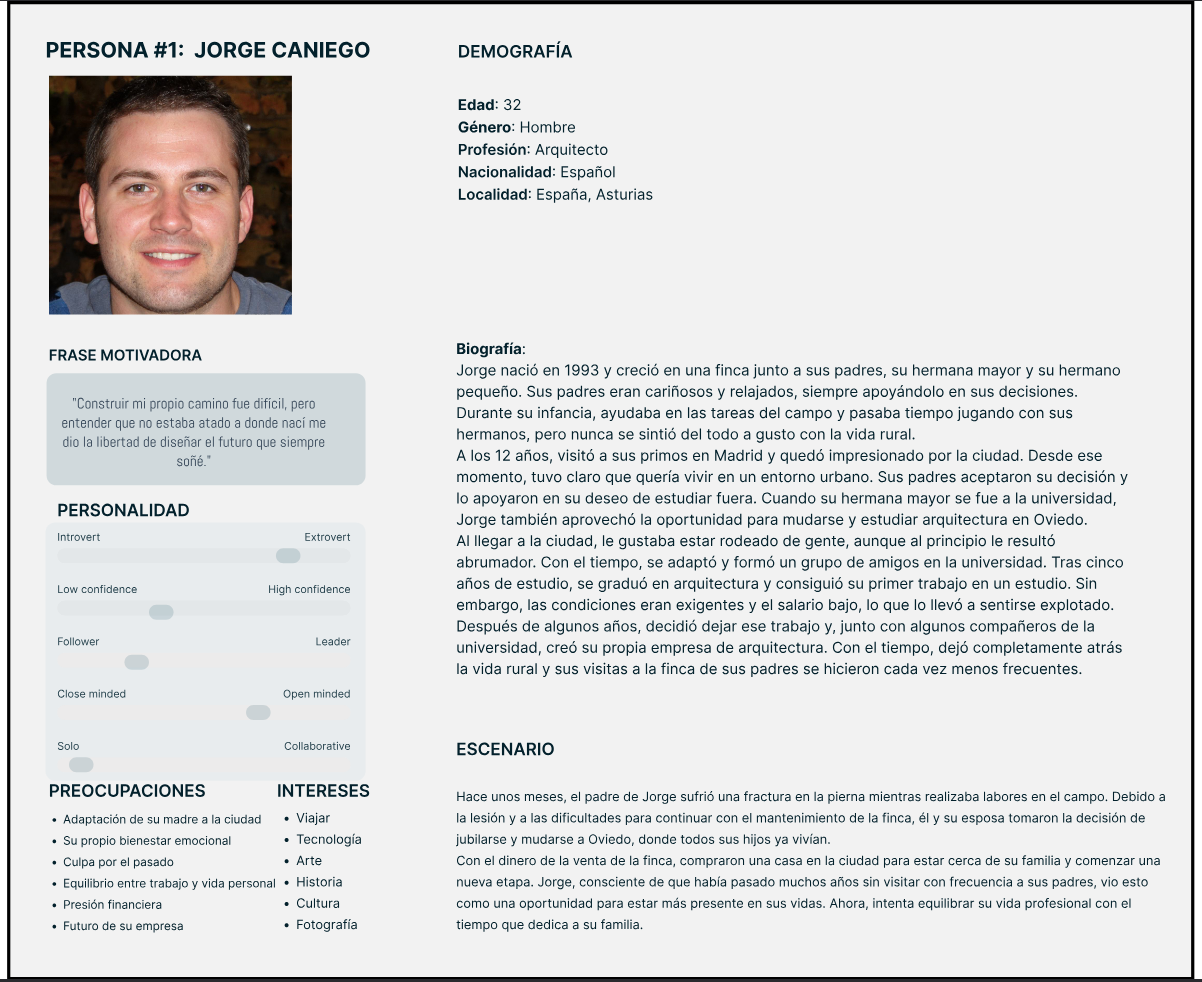 PERSONA #1:  JORGE CANIEGO
FRASE MOTIVADORA
"Construir mi propio camino fue difícil, pero
entender que no estaba atado a donde nací me
dio la libertad de diseñar el futuro que siempre
soñé."
PERSONALIDAD
Introvert Extrovert
Low confidence High confidence
Follower Leader
Close minded Open minded
Solo Collaborative
PREOCUPACIONES
• Adaptación de su madre a la ciudad
• Su propio bienestar emocional
• Culpa por el pasado
• Equilibrio entre trabajo y vida personal
• Presión financiera
• Futuro de su empresa
INTERESES
• Viajar
• Tecnología
• Arte
• Historia
• Cultura
• Fotografía
DEMOGRAFÍA
Edad: 32
Género: Hombre
Profesión: Arquitecto
Nacionalidad: Español
Localidad: España, Asturias
Biografía:
Jorge nació en 1993 y creció en una finca junto a sus padres, su hermana mayor y su hermano
pequeño. Sus padres eran cariñosos y relajados, siempre apoyándolo en sus decisiones.
Durante su infancia, ayudaba en las tareas del campo y pasaba tiempo jugando con sus
hermanos, pero nunca se sintió del todo a gusto con la vida rural.
A los 12 años, visitó a sus primos en Madrid y quedó impresionado por la ciudad. Desde ese
momento, tuvo claro que quería vivir en un entorno urbano. Sus padres aceptaron su decisión y
lo apoyaron en su deseo de estudiar fuera. Cuando su hermana mayor se fue a la universidad,
Jorge también aprovechó la oportunidad para mudarse y estudiar arquitectura en Oviedo.
Al llegar a la ciudad, le gustaba estar rodeado de gente, aunque al principio le resultó
abrumador. Con el tiempo, se adaptó y formó un grupo de amigos en la universidad. Tras cinco
años de estudio, se graduó en arquitectura y consiguió su primer trabajo en un estudio. Sin
embargo, las condiciones eran exigentes y el salario bajo, lo que lo llevó a sentirse explotado.
Después de algunos años, decidió dejar ese trabajo y, junto con algunos compañeros de la
universidad, creó su propia empresa de arquitectura. Con el tiempo, dejó completamente atrás
la vida rural y sus visitas a la finca de sus padres se hicieron cada vez menos frecuentes.
ESCENARIO
Hace unos meses, el padre de Jorge sufrió una fractura en la pierna mientras realizaba labores en el campo. Debido a
la lesión y a las dificultades para continuar con el mantenimiento de la finca, él y su esposa tomaron la decisión de
jubilarse y mudarse a Oviedo, donde todos sus hijos ya vivían.
Con el dinero de la venta de la finca, compraron una casa en la ciudad para estar cerca de su familia y comenzar una
nueva etapa. Jorge, consciente de que había pasado muchos años sin visitar con frecuencia a sus padres, vio esto
como una oportunidad para estar más presente en sus vidas. Ahora, intenta equilibrar su vida profesional con el
tiempo que dedica a su familia.